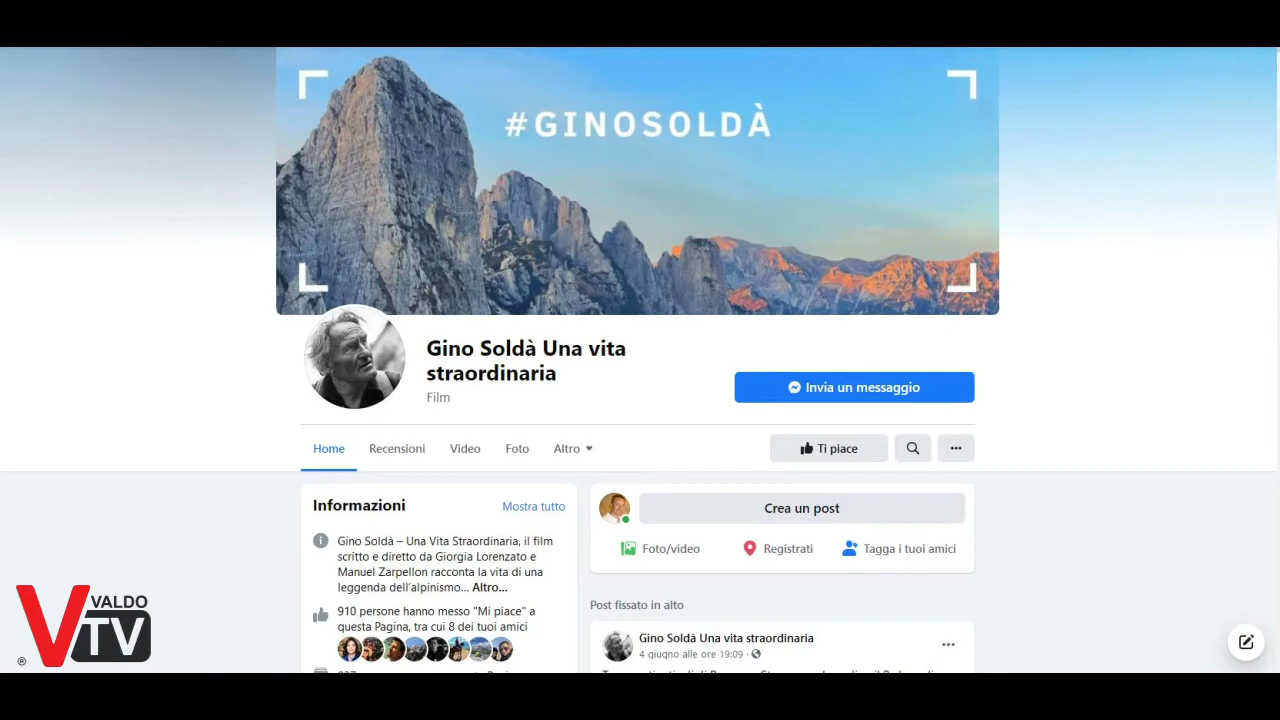 #GINOSOLDÀ
Gino Soldà Una vita
straordinaria
Film
Invia un messaggio
Home
Recensioni
Video
Foto
Altro
Ti piace
Informazioni
Mostra tutto
Gino Soldà – Una Vita Straordinaria, il film
scritto e diretto da Giorgia Lorenzato e
Manuel Zarpellon racconta la vita di una
leggenda dell'alpinismo... Altro...
910 persone hanno messo "Mi piace" a
questa Pagina, tra cui 8 dei tuoi amici
Crea un post
Foto/video
Registrati
Tagga i tuoi amici
Post fissato in alto
Gino Soldà Una vita straordinaria
4 giugno alle ore 19:09 ·
VALDO
VTV
®